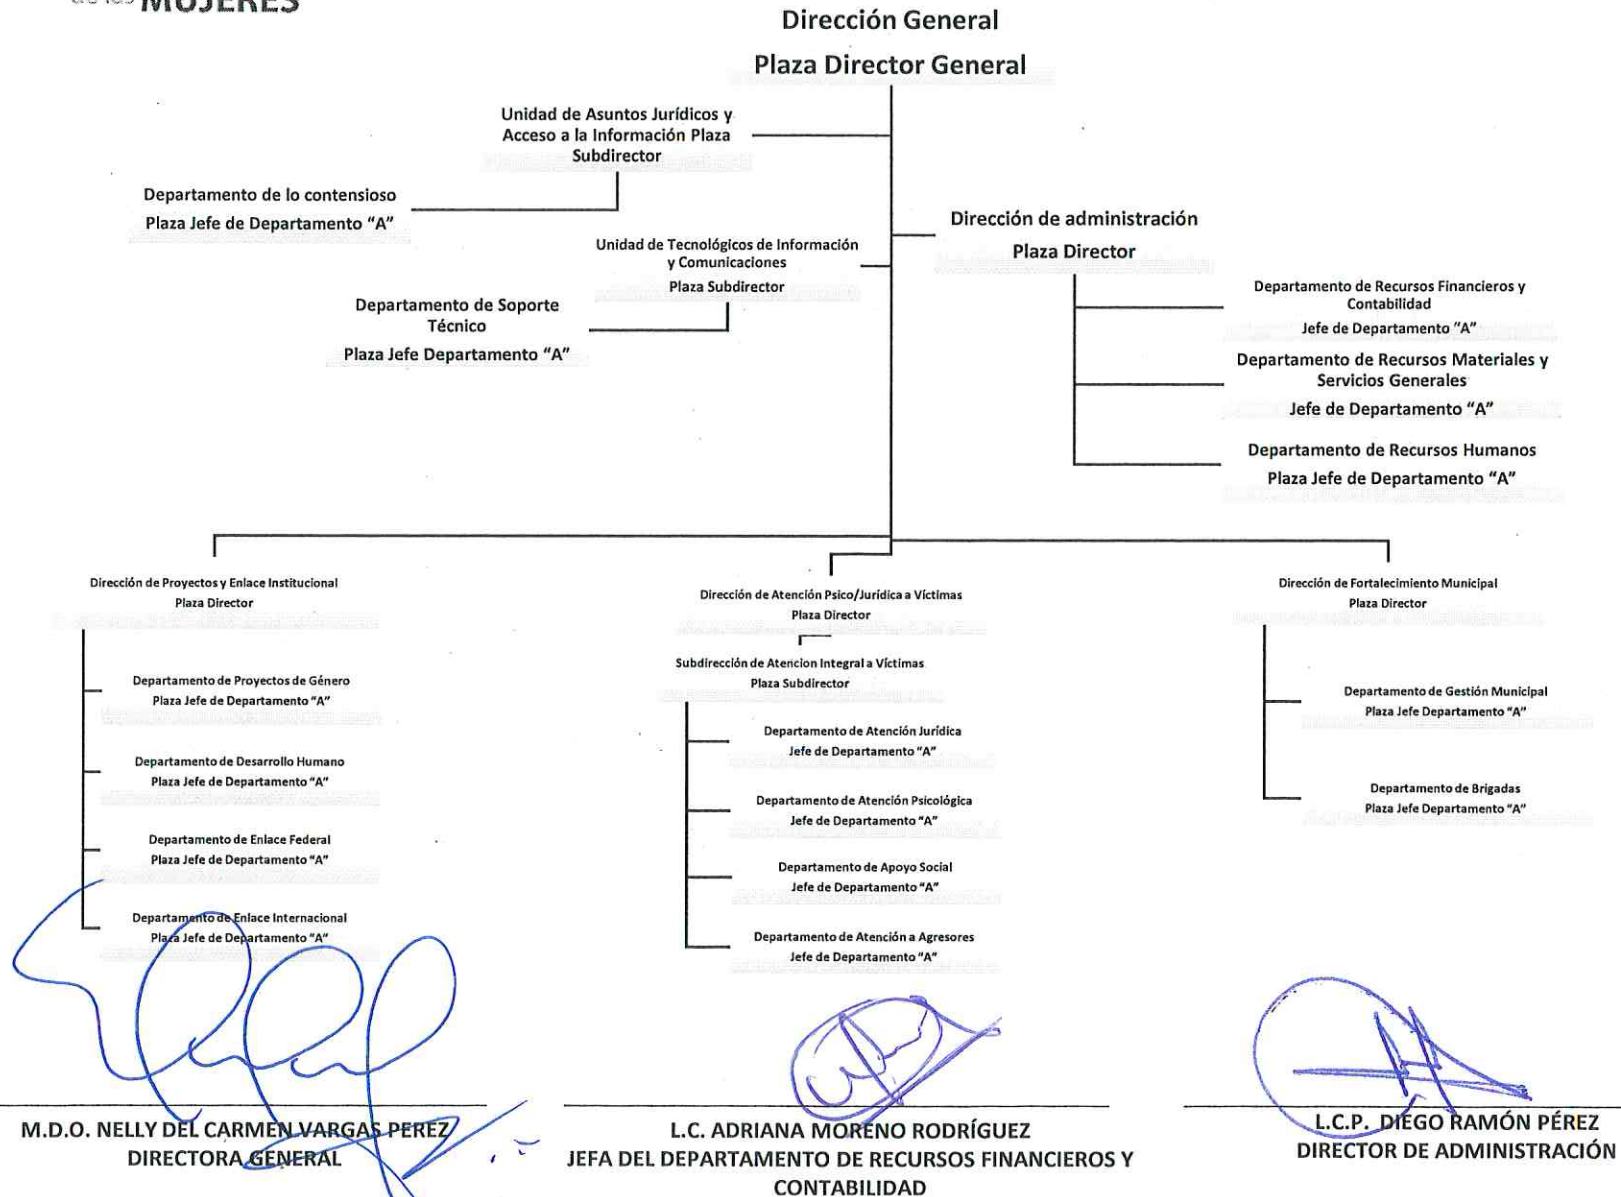 de las MUJERES
Dirección General
Plaza Director General
Unidad de Asuntos Jurídicos y
Acceso a la Información Plaza
Subdirector
Departamento de lo contensioso
Plaza Jefe de Departamento "A"
Dirección de administración
Plaza Director
Unidad de Tecnológicos de Información
y Comunicaciones
Plaza Subdirector
Departamento de Soporte
Técnico
Plaza Jefe Departamento "A"
Departamento de Recursos Financieros y
Contabilidad
Jefe de Departamento "A"
Departamento de Recursos Materiales y
Servicios Generales
Jefe de Departamento "A"
Departamento de Recursos Humanos
Plaza Jefe de Departamento "A"
Dirección de Proyectos y Enlace Institucional
Plaza Director
Departamento de Proyectos de Género
Plaza Jefe de Departamento "A"
Departamento de Desarrollo Humano
Plaza Jefe de Departamento "A"
Departamento de Enlace Federal
Plaza Jefe de Departamento "A"
Departamento de Enlace Internacional
Plaza Jefe de Departamento "A"
Dirección de Atención Psico/Jurídica a Víctimas
Plaza Director
Subdirección de Atencion Integral a Víctimas
Plaza Subdirector
Departamento de Atención Jurídica
Jefe de Departamento "A"
Departamento de Atención Psicológica
Jefe de Departamento "A"
Departamento de Apoyo Social
Jefe de Departamento "A"
Departamento de Atención a Agresores
Jefe de Departamento "A"
Dirección de Fortalecimiento Municipal
Plaza Director
Departamento de Gestión Municipal
Plaza Jefe Departamento "A"
Departamento de Brigadas
Plaza Jefe Departamento "A"
M.D.O. NELLY DEL CARMEN VARGAS PEREZ
DIRECTORA GENERAL
L.C. ADRIANA MORENO RODRÍGUEZ
JEFA DEL DEPARTAMENTO DE RECURSOS FINANCIEROS Y
CONTABILIDAD
L.C.P. DIEGO RAMÓN PÉREZ
DIRECTOR DE ADMINISTRACIÓN